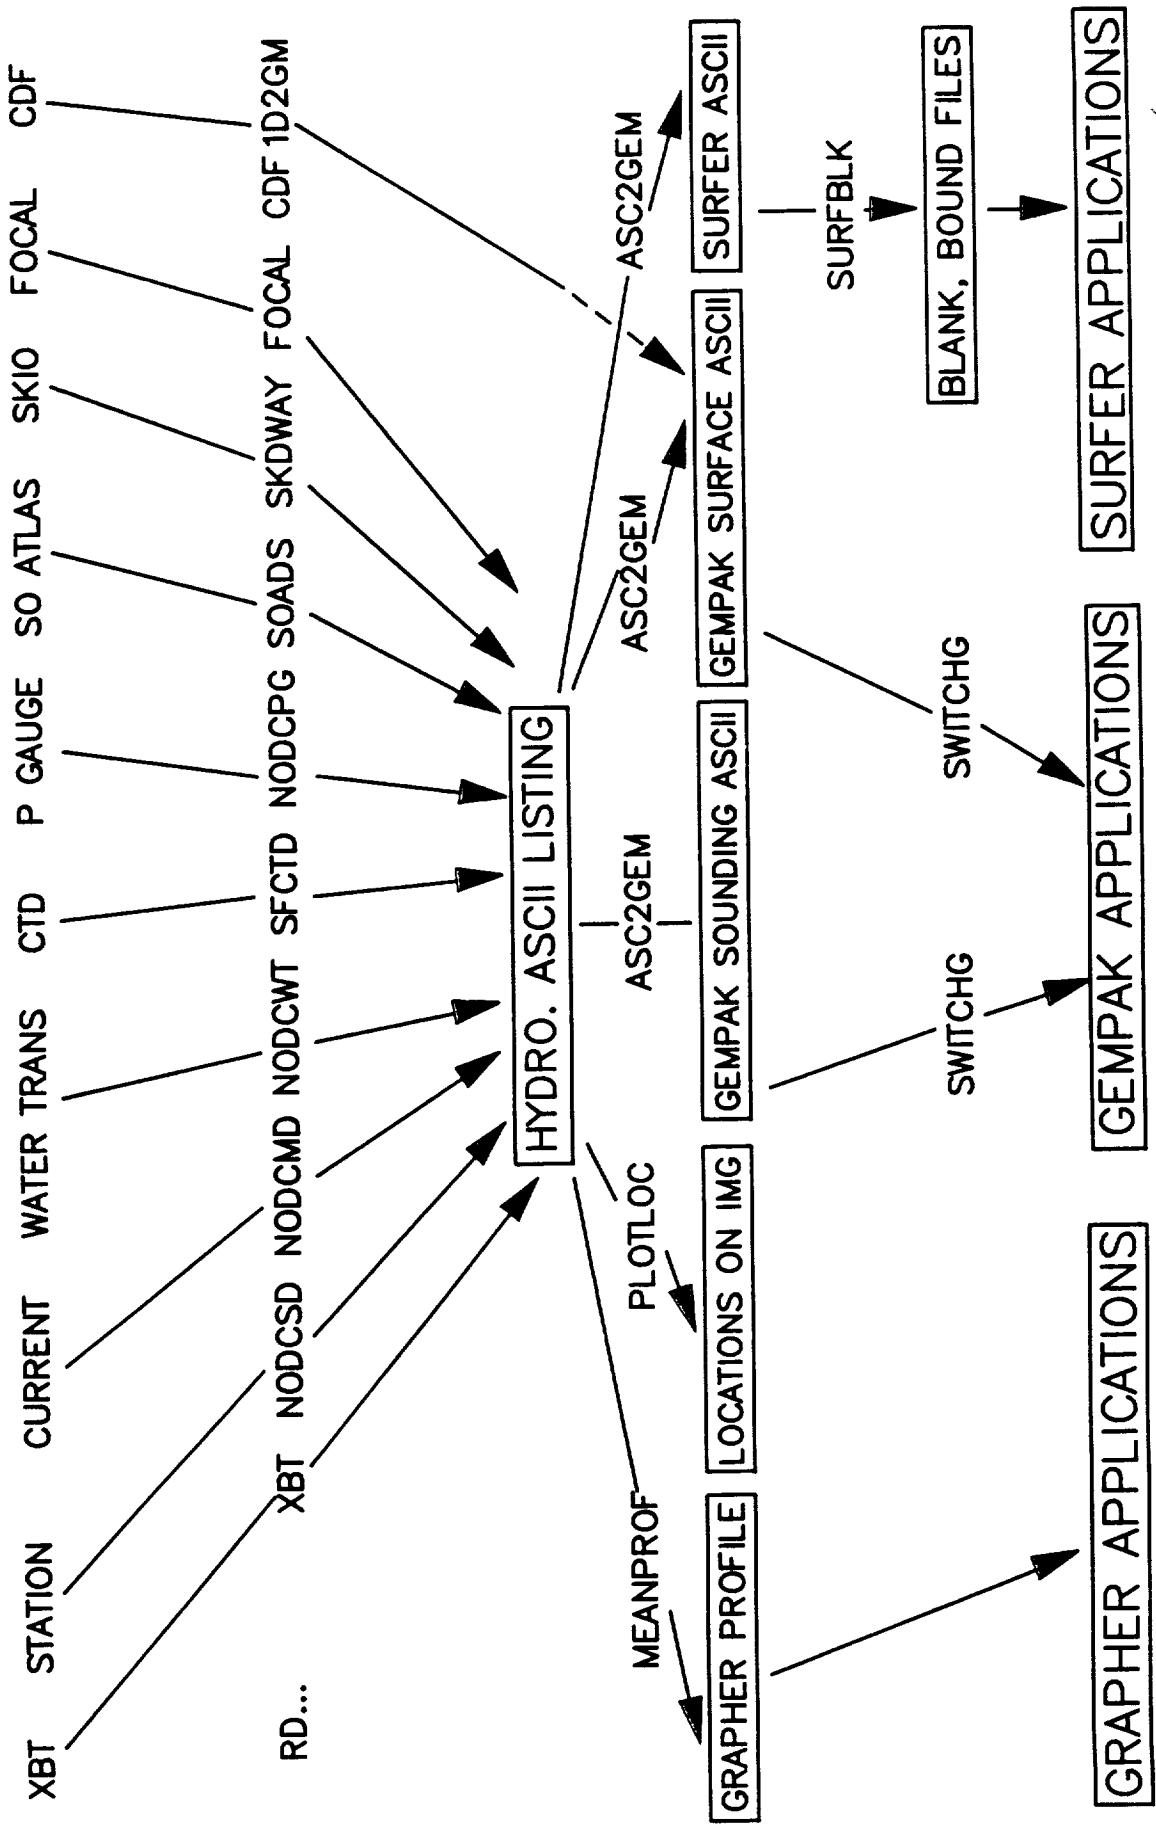 XBT STATION CURRENT WATER TRANS CTD P GAUGE SO ATLAS SKIO FOCAL CDF
RD... XBT NODCSD NODCMD NODCWT SFCTD NODCPG SOADS SKDWAY FOCAL CDF1D2GM
HYDRO. ASCII LISTING
MEANPROF PLOTLOC ASC2GEM ASC2GEM ASC2GEM
GRAPHER PROFILE LOCATIONS ON IMG GEMPAK SOUNDING ASCII GEMPAK SURFACE ASCII SURFER ASCII
SURFBLK
SWITCHG SWITCHG BLANK, BOUND FILES
GRAPHER APPLICATIONS GEMPAK APPLICATIONS SURFER APPLICATIONS